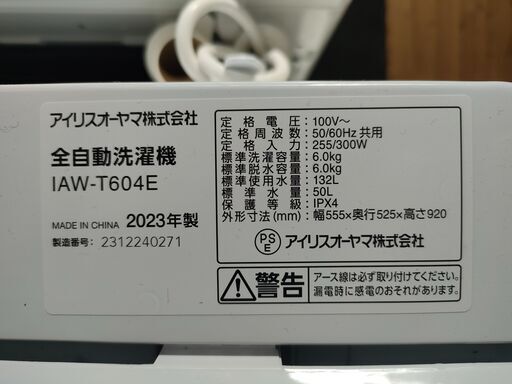 アイリスオーヤマ株式会社
全自動洗濯機
IAW-T604E
MADE IN CHINA 2023年製
製造番号: 2312240271
定格電圧: 100V～
定格周波数: 50/60Hz 共用
定格入力: 255/300W
標準洗濯容量: 6.0kg
標準脱水容量: 6.0kg
標準使用水量: 132L
標準水量: 50L
保護等級: IPX4
外形寸法(mm): 幅555×奥行525×高さ920
PS
E
アイリスオーヤマ株式会社
警告
アース線は必ず取り付けてください。
漏電時に感電のおそれがあります。